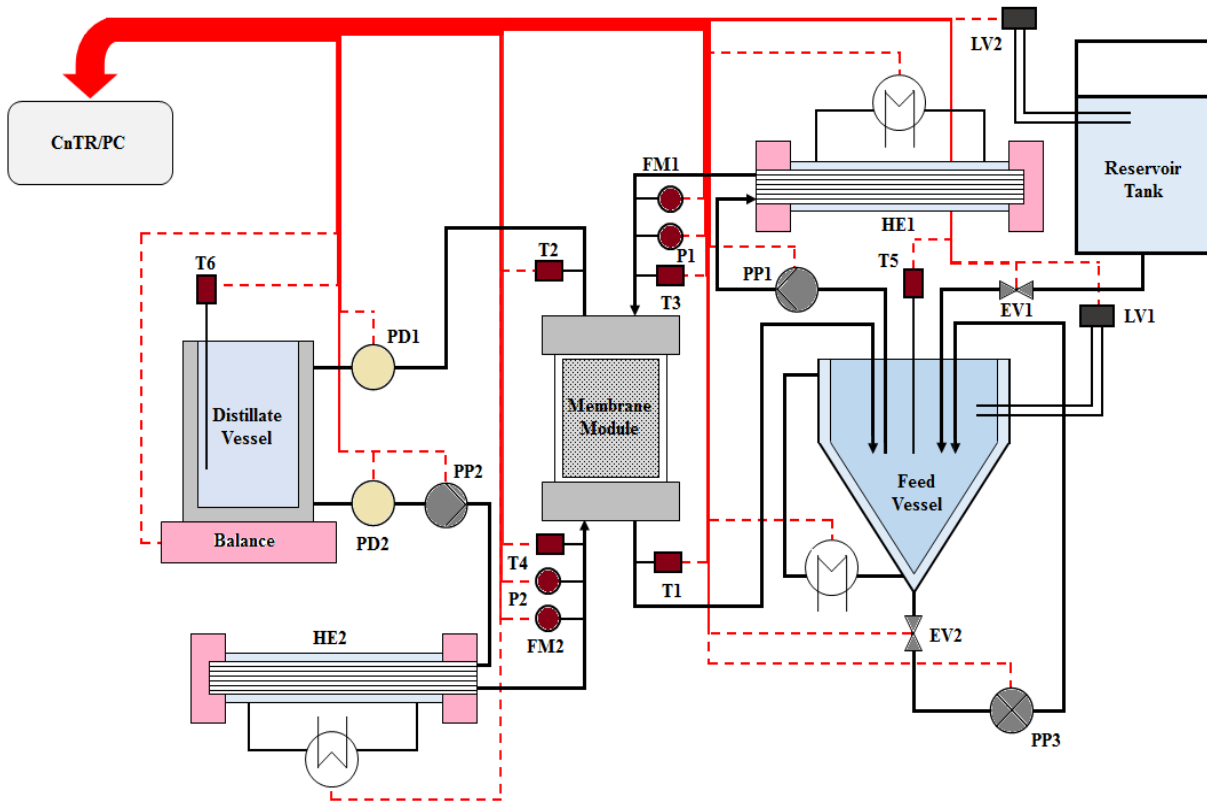 LV2
CnTR/PC
FM1
Reservoir
Tank
HE1
T2
P1
T6
T5
PP1
T3
EV1
LV1
PD1
Distillate
Vessel
Membrane
Module
PP2
Feed
Vessel
Balance
PD2
T4
T1
P2
EV2
HE2
FM2
PP3